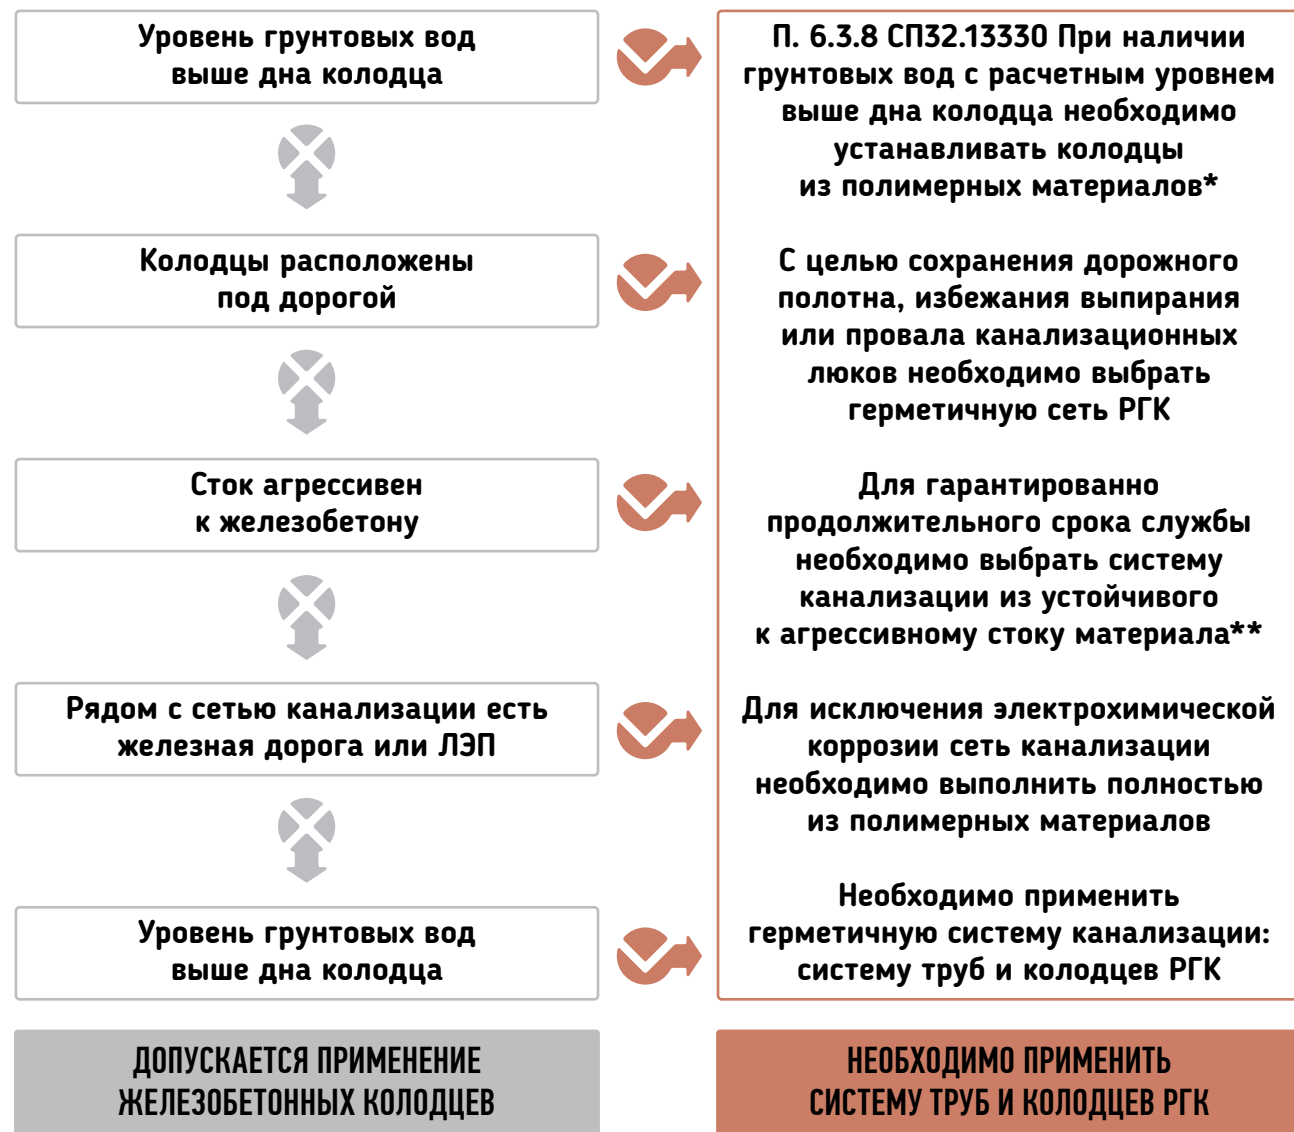 Уровень грунтовых вод
выше дна колодца
П. 6.3.8 СП32.13330 При наличии
грунтовых вод с расчетным уровнем
выше дна колодца необходимо
устанавливать колодцы
из полимерных материалов*
Колодцы расположены
под дорогой
С целью сохранения дорожного
полотна, избежания выпирания
или провала канализационных
люков необходимо выбрать
герметичную сеть РГК
Сток агрессивен
к железобетону
Для гарантированно
продолжительного срока службы
необходимо выбрать систему
канализации из устойчивого
к агрессивному стоку материала**
Рядом с сетью канализации есть
железная дорога или ЛЭП
Для исключения электрохимической
коррозии сеть канализации
необходимо выполнить полностью
из полимерных материалов
Уровень грунтовых вод
выше дна колодца
Необходимо применить
герметичную систему канализации:
систему труб и колодцев РГК
ДОПУСКАЕТСЯ ПРИМЕНЕНИЕ
ЖЕЛЕЗОБЕТОННЫХ КОЛОДЦЕВ
НЕОБХОДИМО ПРИМЕНИТЬ
СИСТЕМУ ТРУБ И КОЛОДЦЕВ РГК